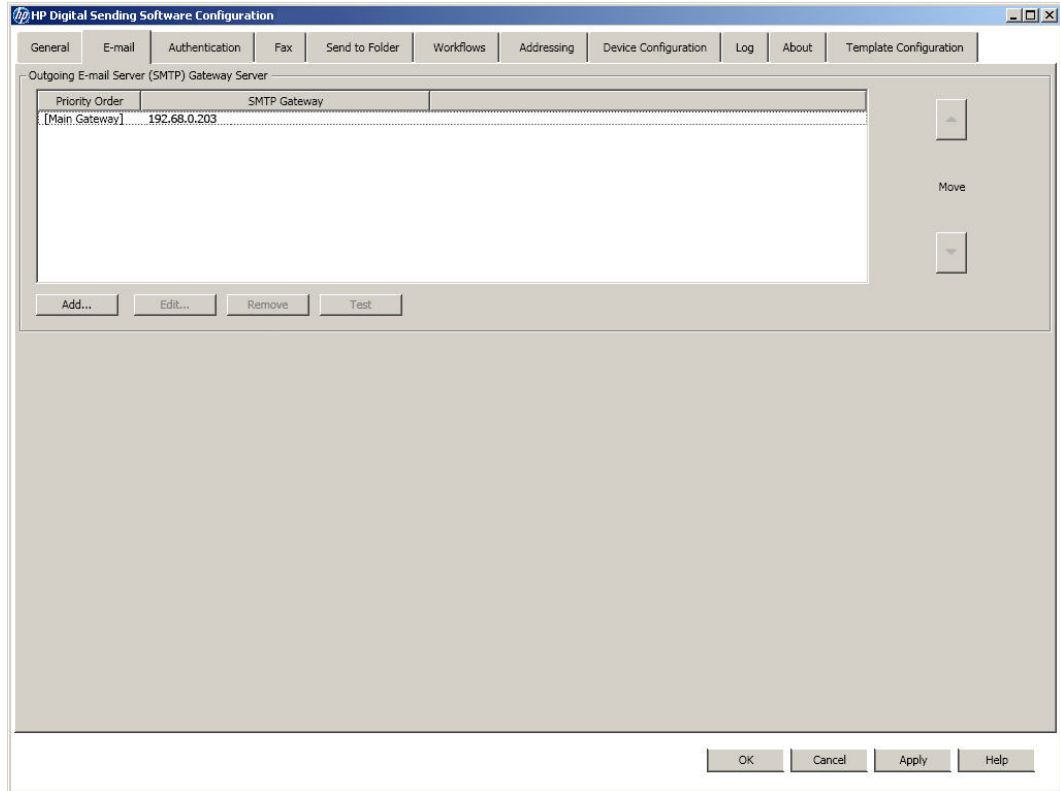 hp HP Digital Sending Software Configuration
General E-mail Authentication Fax Send to Folder Workflows Addressing Device Configuration Log About Template Configuration
Outgoing E-mail Server (SMTP) Gateway Server
Priority Order SMTP Gateway
[Main Gateway] 192.68.0.203
Move
Add... Edit... Remove Test
OK Cancel Apply Help